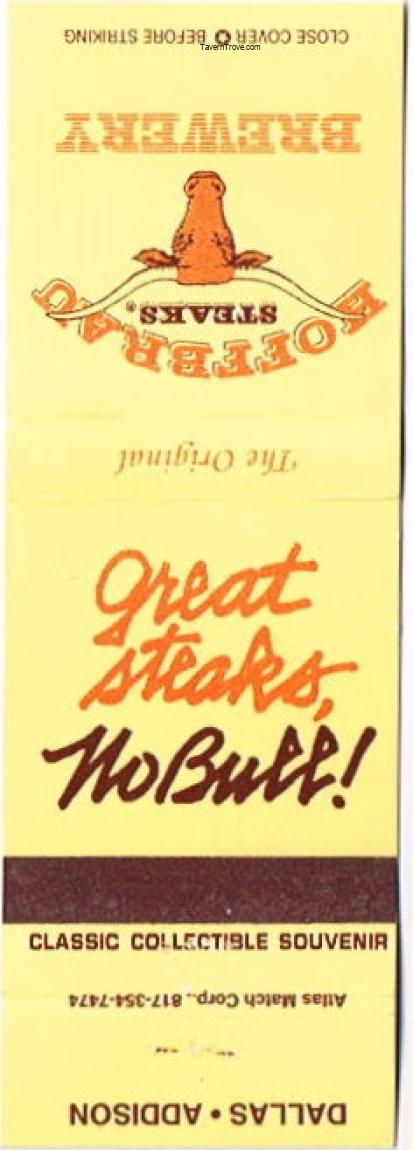 CLOSE COVER BEFORE STRIKING
TavernTrove.com
BREWERY
STEAKS.
HOFFBRAU
The Original
Great
steaks,
No Bull!
CLASSIC COLLECTIBLE SOUVENIR
Atlas Match Corp., 817-354-7474
DALLAS • ADDISON